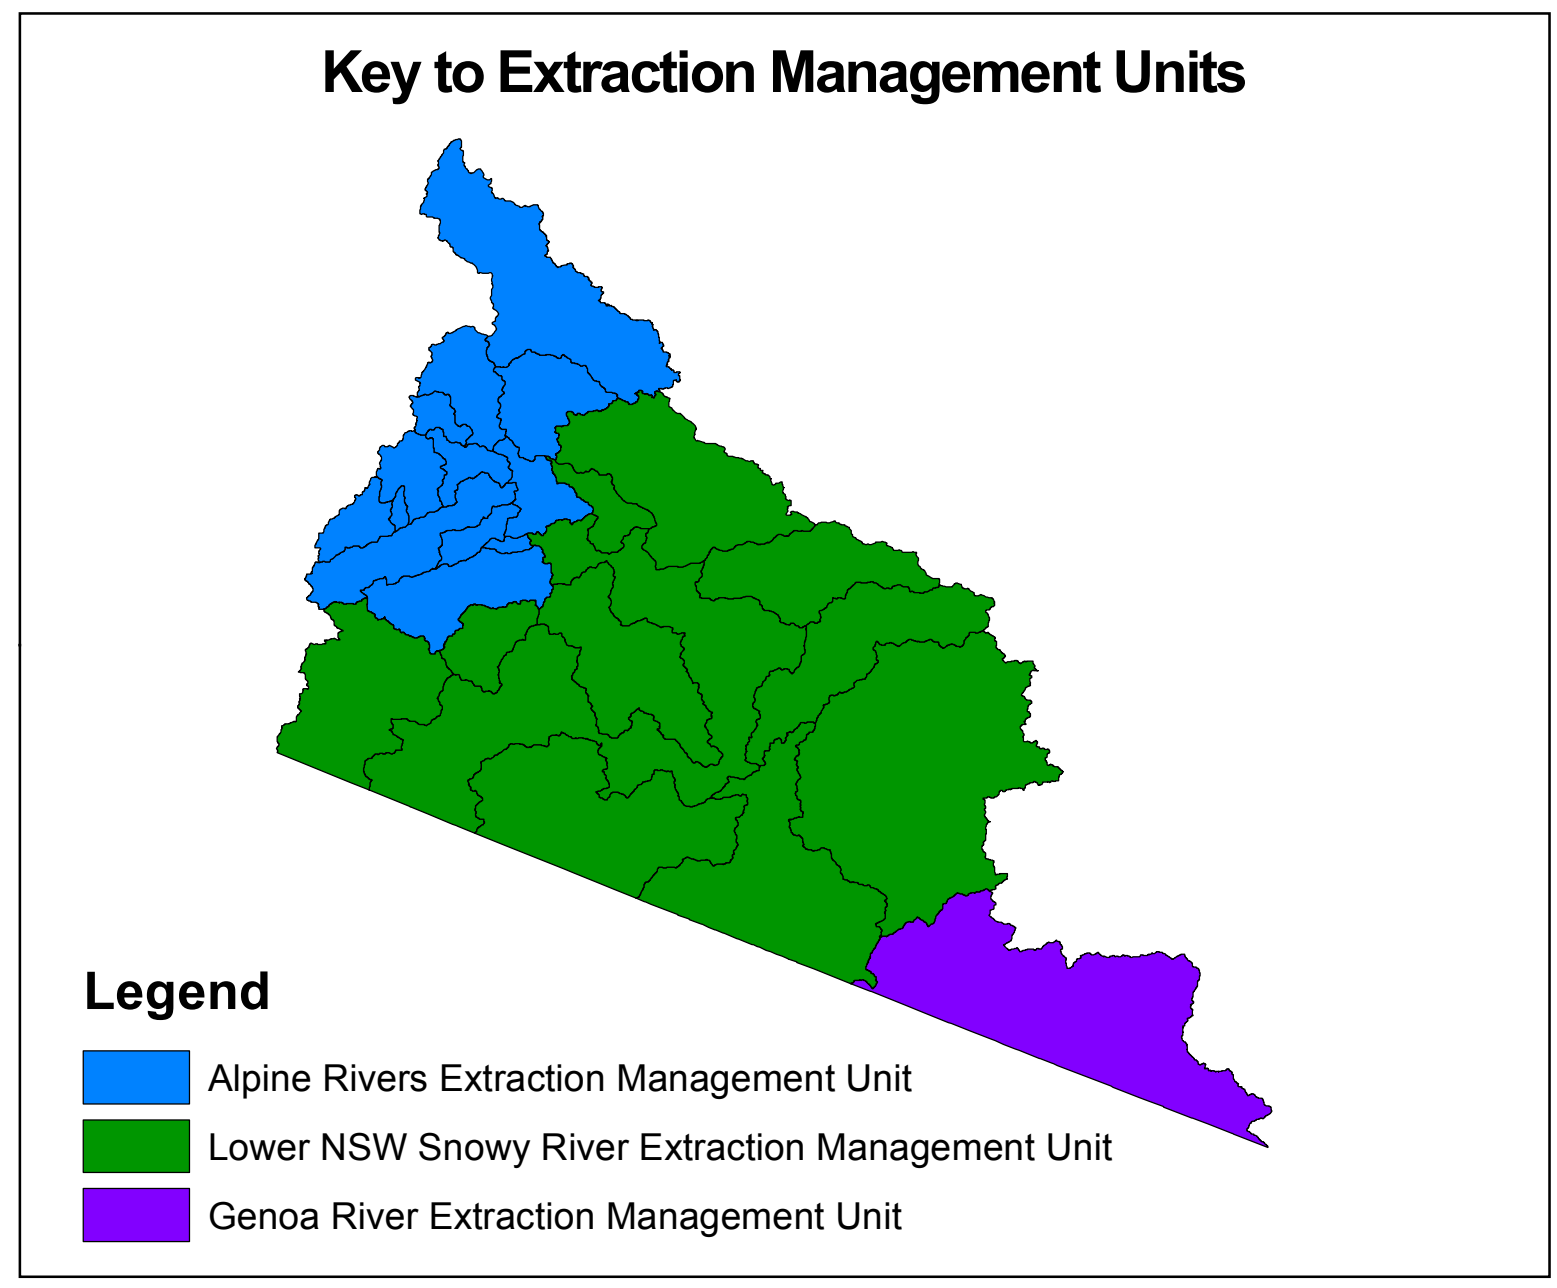 Key to Extraction Management Units
Legend
Alpine Rivers Extraction Management Unit
Lower NSW Snowy River Extraction Management Unit
Genoa River Extraction Management Unit